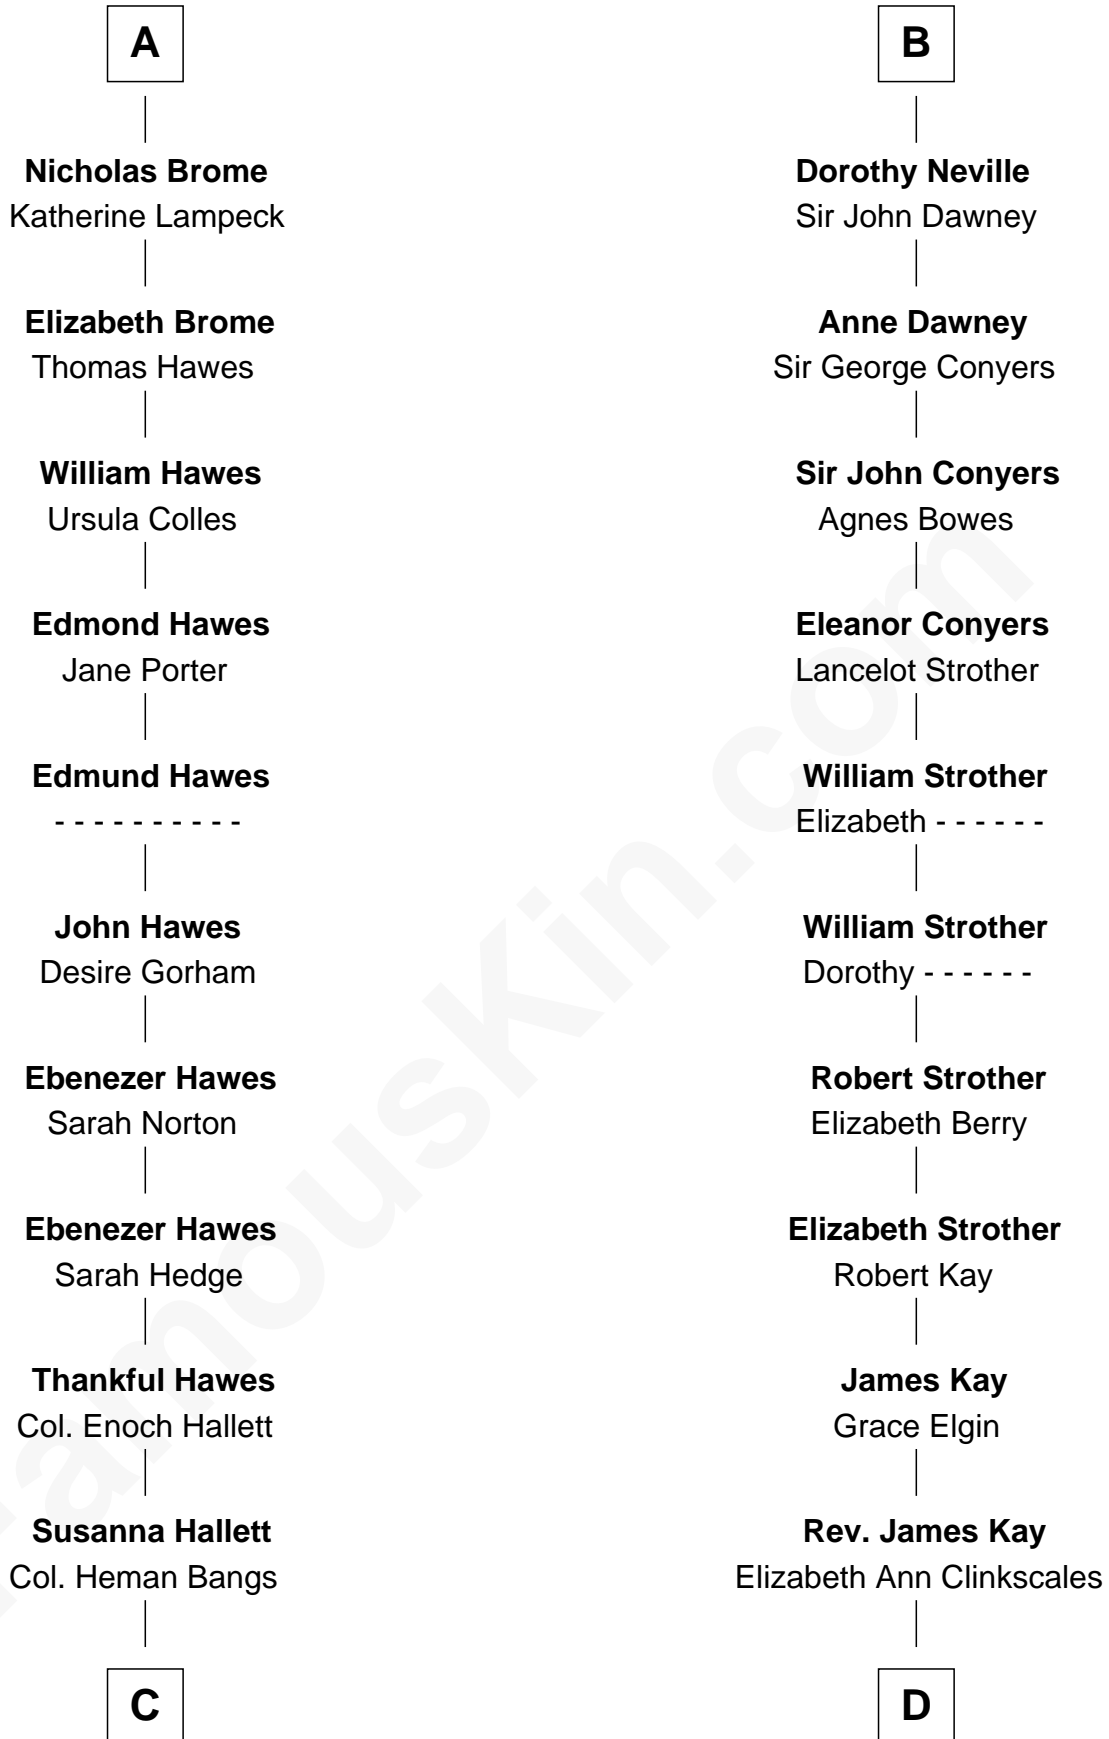 A
Nicholas Brome
Katherine Lampeck
Elizabeth Brome
Thomas Hawes
William Hawes
Ursula Colles
Edmond Hawes
Jane Porter
Edmund Hawes
- - - - - - - - - -
John Hawes
Desire Gorham
Ebenezer Hawes
Sarah Norton
Ebenezer Hawes
Sarah Hedge
Thankful Hawes
Col. Enoch Hallett
Susanna Hallett
Col. Heman Bangs
C
B
Dorothy Neville
Sir John Dawney
Anne Dawney
Sir George Conyers
Sir John Conyers
Agnes Bowes
Eleanor Conyers
Lancelot Strother
William Strother
Elizabeth - - - - - -
William Strother
Dorothy - - - - - -
Robert Strother
Elizabeth Berry
Elizabeth Strother
Robert Kay
James Kay
Grace Elgin
Rev. James Kay
Elizabeth Ann Clinkscales
D
FamousKin.com